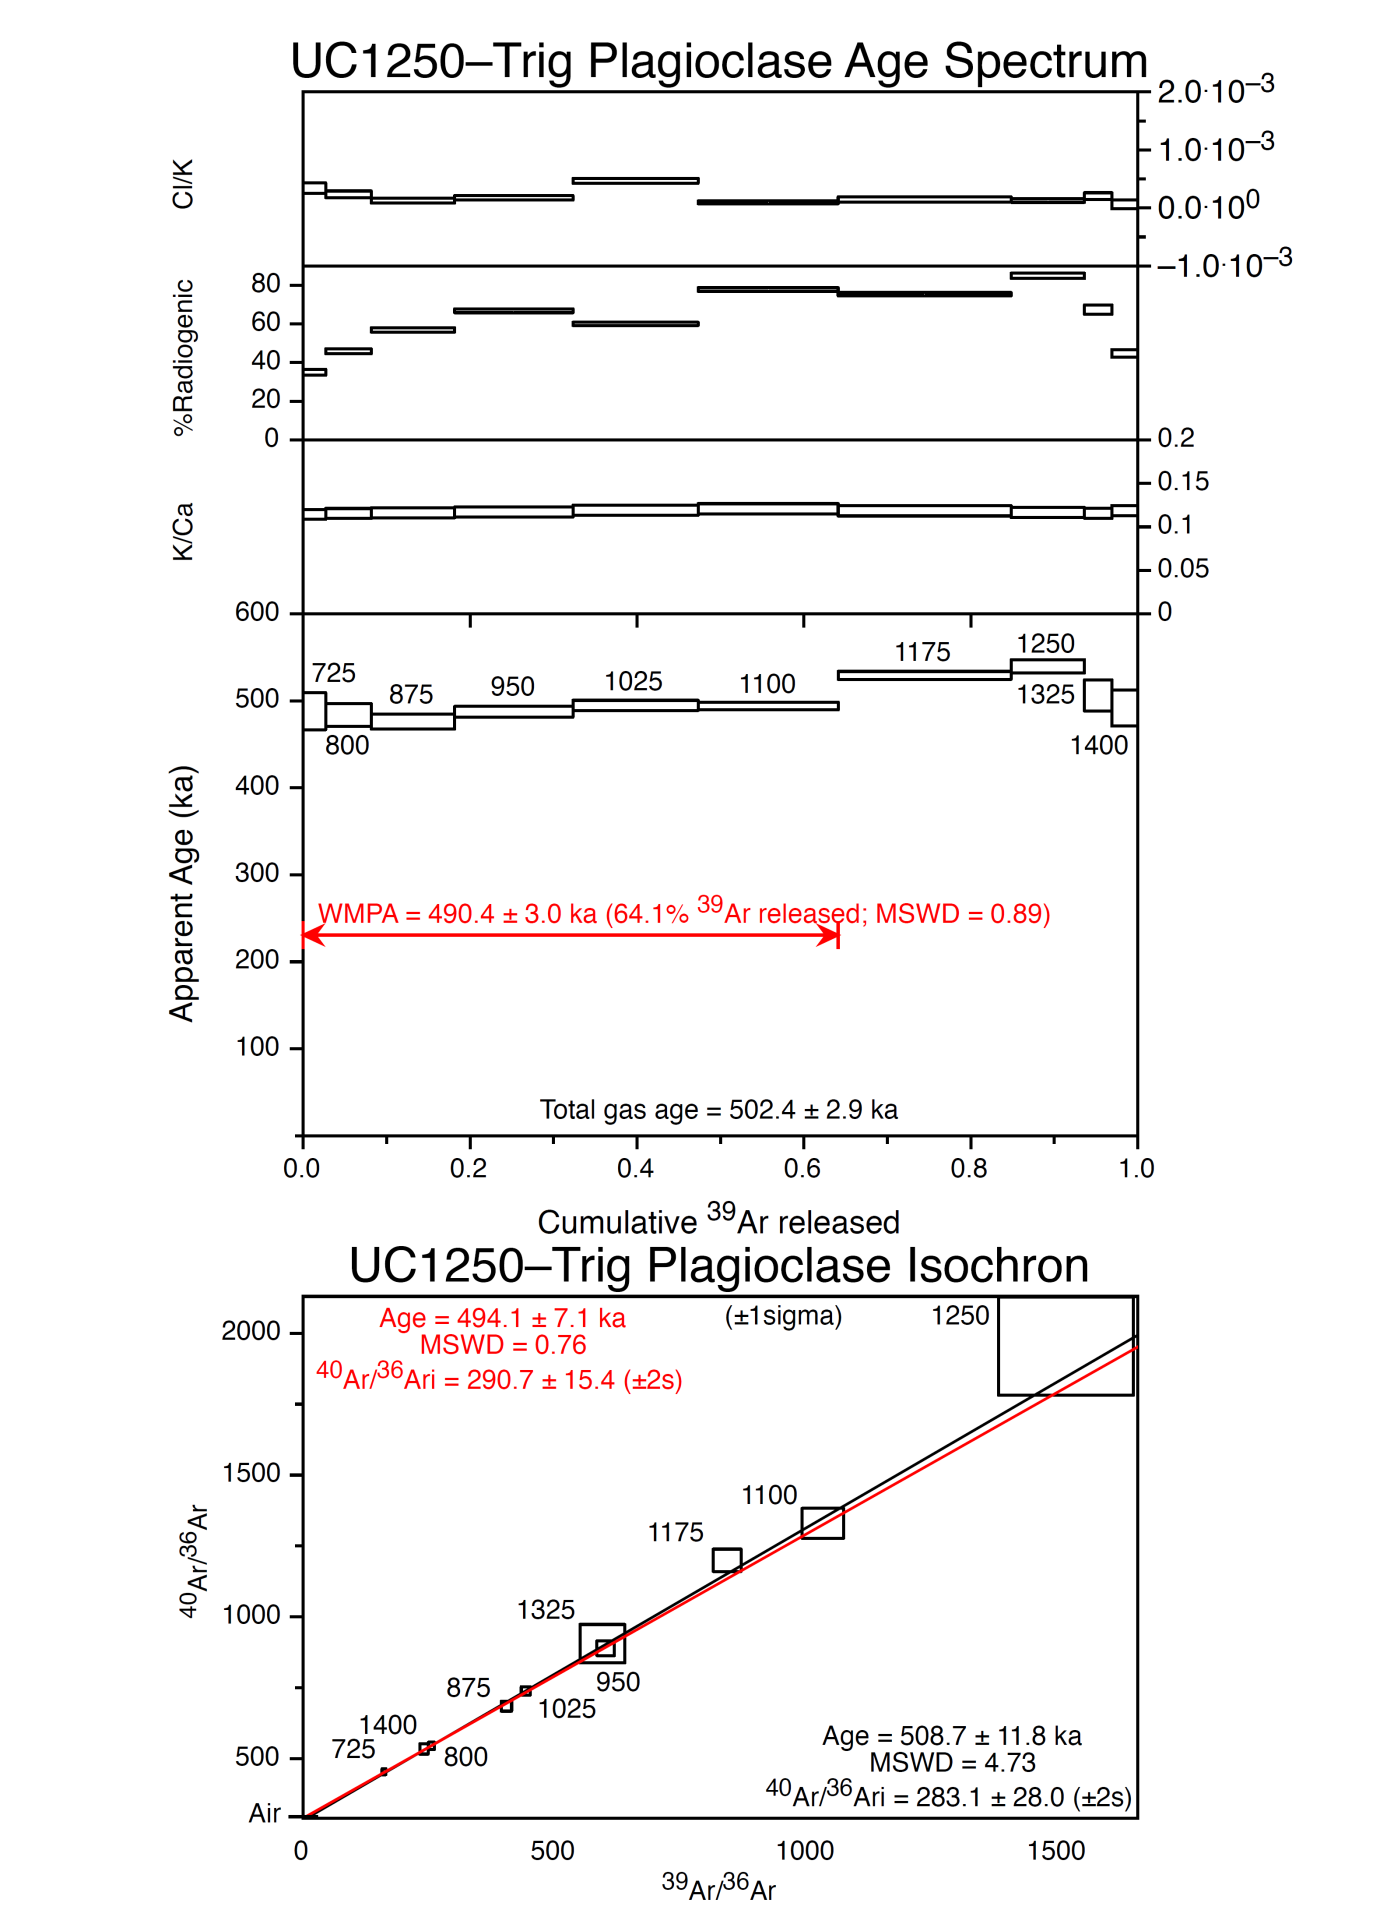 UC1250–Trig Plagioclase Age Spectrum
Cl/K
2.0·10–3
1.0·10–3
0.0·100
–1.0·10–3
%Radiogenic
80
60
40
20
0
K/Ca
0.2
0.15
0.1
0.05
0
Apparent Age (ka)
600
500
400
300
200
100
725
800
875
950
1025
1100
1175
1250
1325
1400
WMPA = 490.4 ± 3.0 ka (64.1% 39Ar released; MSWD = 0.89)
Total gas age = 502.4 ± 2.9 ka
0.0 0.2 0.4 0.6 0.8 1.0
Cumulative 39Ar released
UC1250–Trig Plagioclase Isochron
Age = 494.1 ± 7.1 ka
MSWD = 0.76
40Ar/36Ari = 290.7 ± 15.4 (±2s)
(±1sigma)
1250
1100
1175
1325
950
875
1025
1400
725
800
40Ar/36Ar
2000
1500
1000
500
Air
Age = 508.7 ± 11.8 ka
MSWD = 4.73
40Ar/36Ari = 283.1 ± 28.0 (±2s)
0 500 1000 1500
39Ar/36Ar